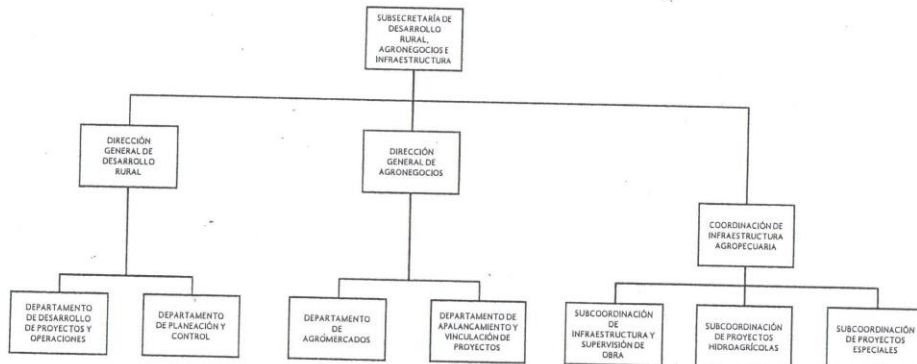 SUBSECRETARÍA DE
DESARROLLO
RURAL,
AGRONEGOCIOS E
INFRAESTRUCTURA
DIRECCIÓN
GENERAL DE
DESARROLLO
RURAL
DIRECCIÓN
GENERAL DE
AGRONEGOCIOS
COORDINACIÓN DE
INFRAESTRUCTURA
AGROPECUARIA
DEPARTAMENTO
DE DESARROLLO
DE PROYECTOS Y
OPERACIONES
DEPARTAMENTO
DE PLANEACIÓN Y
CONTROL
DEPARTAMENTO
DE
AGROMERCADOS
DEPARTAMENTO DE
APALANCAMIENTO Y
VINCULACIÓN DE
PROYECTOS
SUBCOORDINACIÓN
DE
INFRAESTRUCTURA Y
SUPERVISIÓN DE
OBRA
SUBCOORDINACIÓN
DE PROYECTOS
HIDROAGRÍCOLAS
SUBCOORDINACIÓN
DE PROYECTOS
ESPECIALES